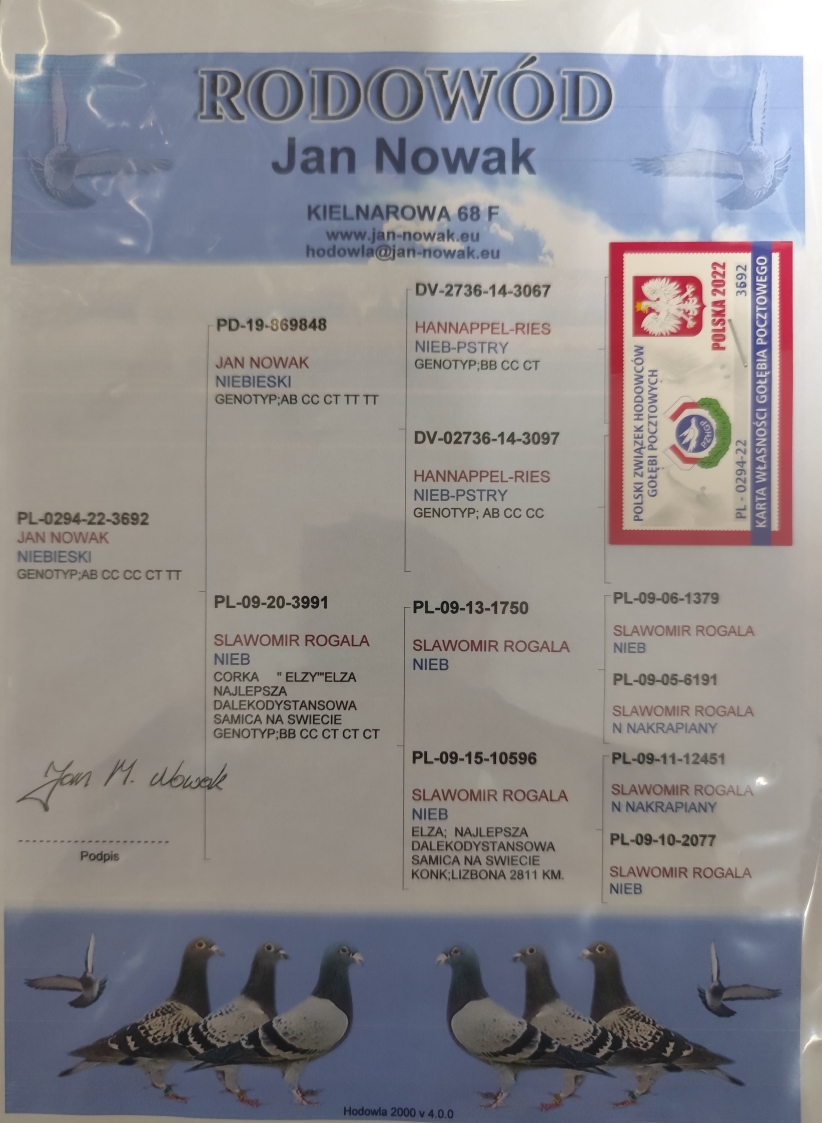 RODOWÓD
Jan Nowak
KIELNAROWA 68 F
www.jan-nowak.eu
hodowla@jan-nowak.eu
PL-0294-22-3692
JAN NOWAK
NIEBIESKI
GENOTYP;AB CC CC CT TT
PD-19-869848
JAN NOWAK
NIEBIESKI
GENOTYP;AB CC CT TT TT
PL-09-20-3991
SLAWOMIR ROGALA
NIEB
CORKA " ELZY'"ELZA
NAJLEPSZA
DALEKODYSTANSOWA
SAMICA NA SWIECIE
GENOTYP;BB CC CT CT CT
DV-2736-14-3067
HANNAPPEL-RIES
NIEB-PSTRY
GENOTYP;BB CC CT
DV-02736-14-3097
HANNAPPEL-RIES
NIEB-PSTRY
GENOTYP; AB CC CC
PL-09-13-1750
SLAWOMIR ROGALA
NIEB
PL-09-15-10596
SLAWOMIR ROGALA
NIEB
ELZA; NAJLEPSZA
DALEKODYSTANSOWA
SAMICA NA SWIECIE
KONK;LIZBONA 2811 KM.
PL-09-06-1379
SLAWOMIR ROGALA
NIEB
PL-09-05-6191
SLAWOMIR ROGALA
N NAKRAPIANY
PL-09-11-12451
SLAWOMIR ROGALA
N NAKRAPIANY
PL-09-10-2077
SLAWOMIR ROGALA
NIEB
POLSKI ZWIĄZEK HODOWCÓW
GOŁĘBI POCZTOWYCH
POLSKA 2022
PZHGP
PL - 0294-22 3692
KARTA WŁASNOŚCI GOŁĘBIA POCZTOWEGO
Jan M. Nowak
Podpis
Hodowla 2000 v 4.0.0